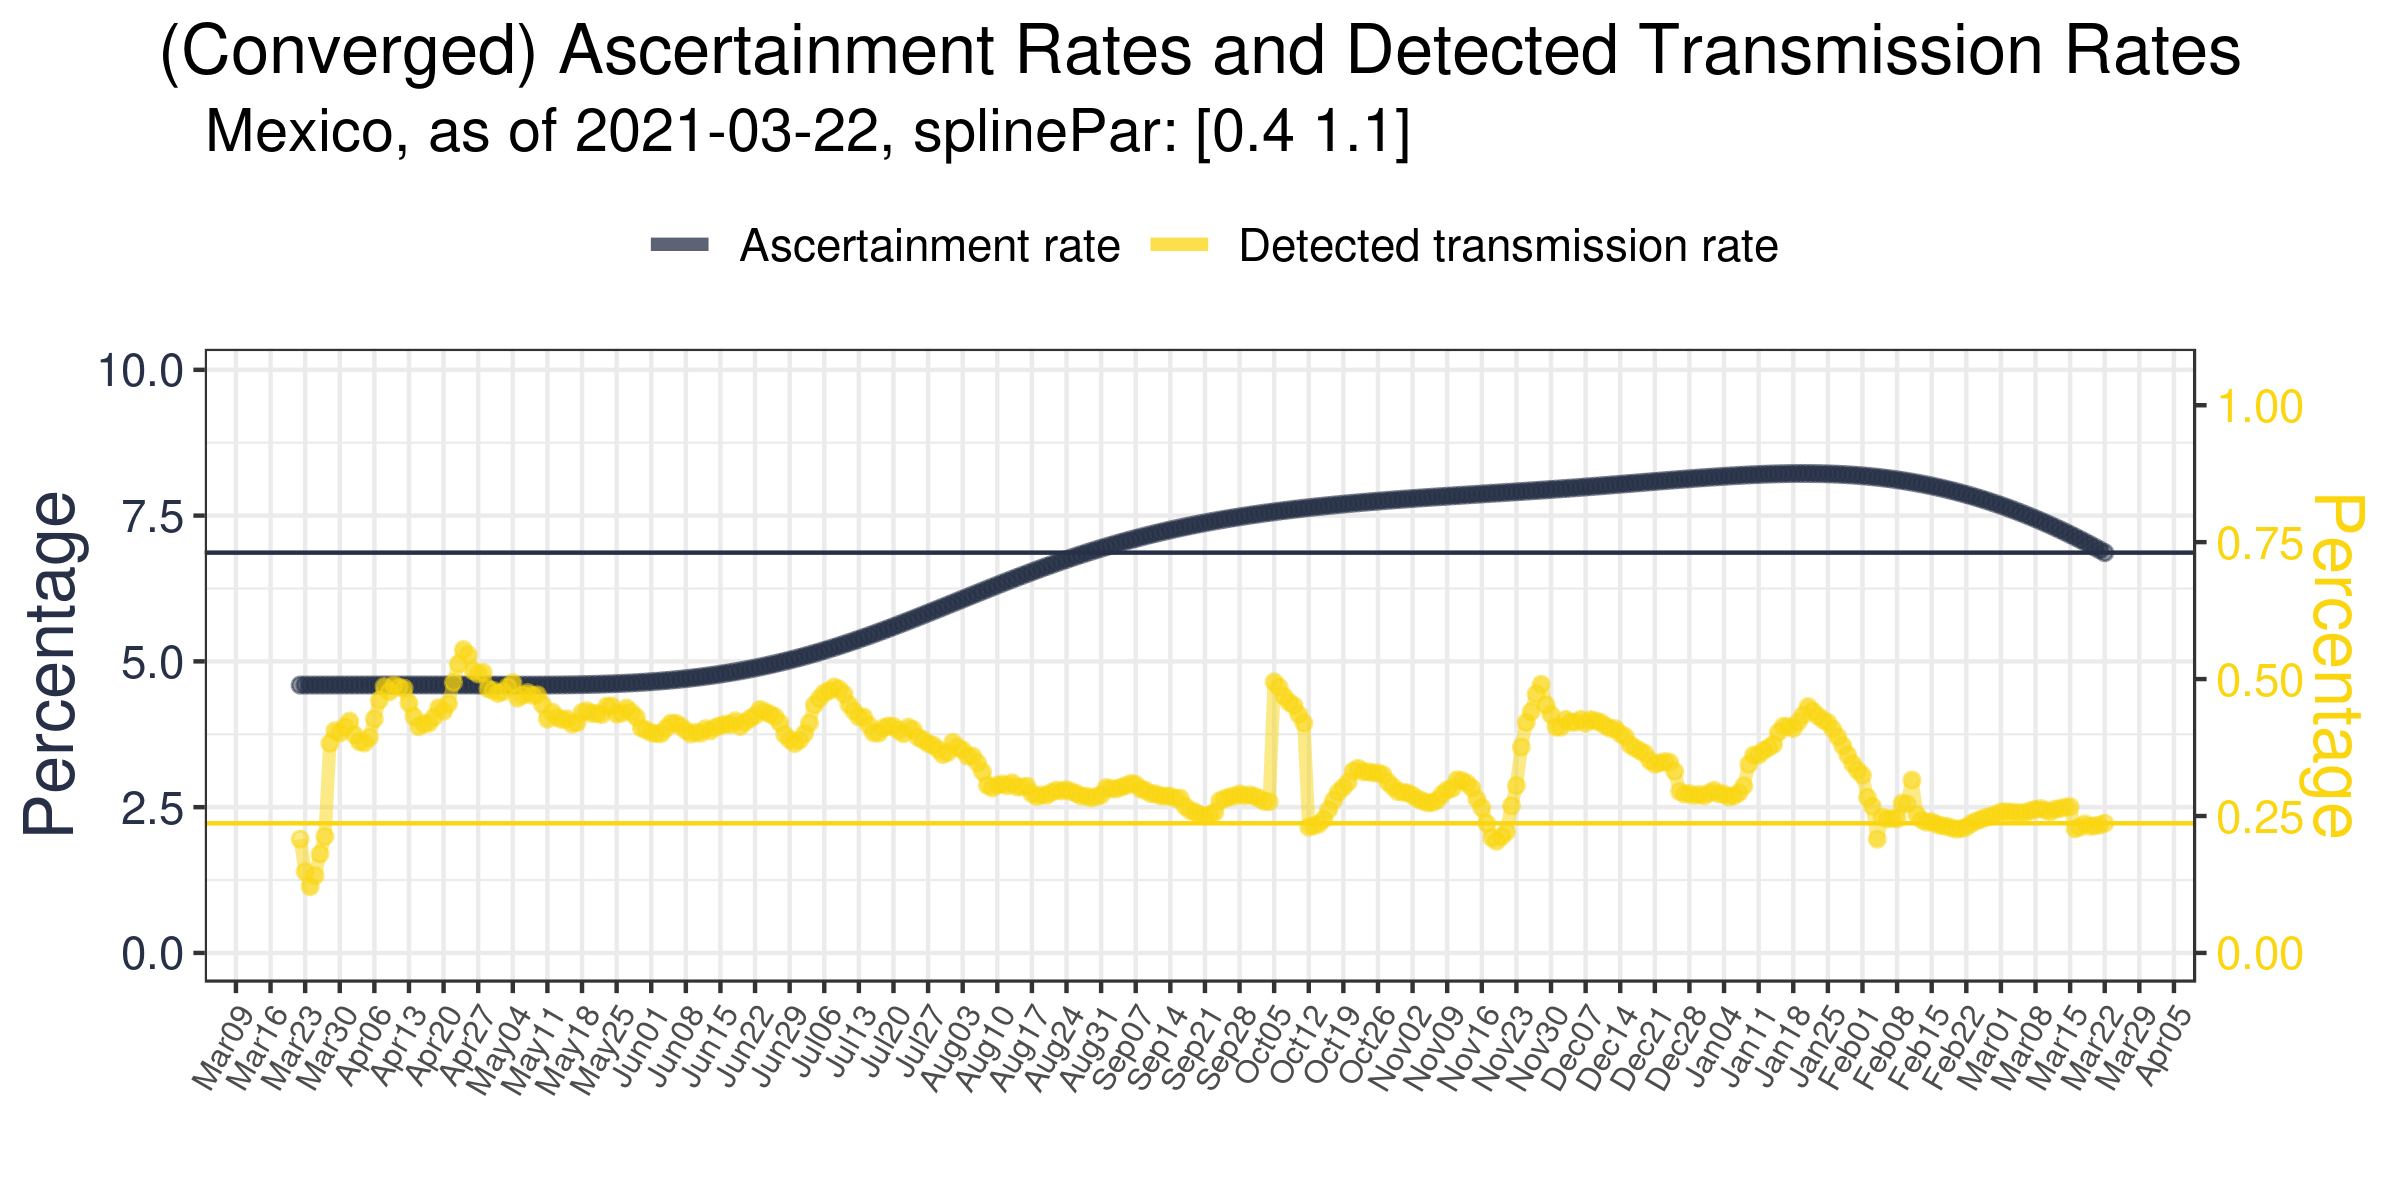 (Converged) Ascertainment Rates and Detected Transmission Rates
Mexico, as of 2021-03-22, splinePar: [0.4 1.1]
Ascertainment rate Detected transmission rate
Percentage
10.0
7.5
5.0
2.5
0.0
1.00
0.75
0.50
0.25
0.00
Percentage
Mar09
Mar16
Mar23
Mar30
Apr06
Apr13
Apr20
Apr27
May04
May11
May18
May25
Jun01
Jun08
Jun15
Jun22
Jun29
Jul06
Jul13
Jul20
Jul27
Aug03
Aug10
Aug17
Aug24
Aug31
Sep07
Sep14
Sep21
Sep28
Oct05
Oct12
Oct19
Oct26
Nov02
Nov09
Nov16
Nov23
Nov30
Dec07
Dec14
Dec21
Dec28
Jan04
Jan11
Jan18
Jan25
Feb01
Feb08
Feb15
Feb22
Mar01
Mar08
Mar15
Mar22
Mar29
Apr05